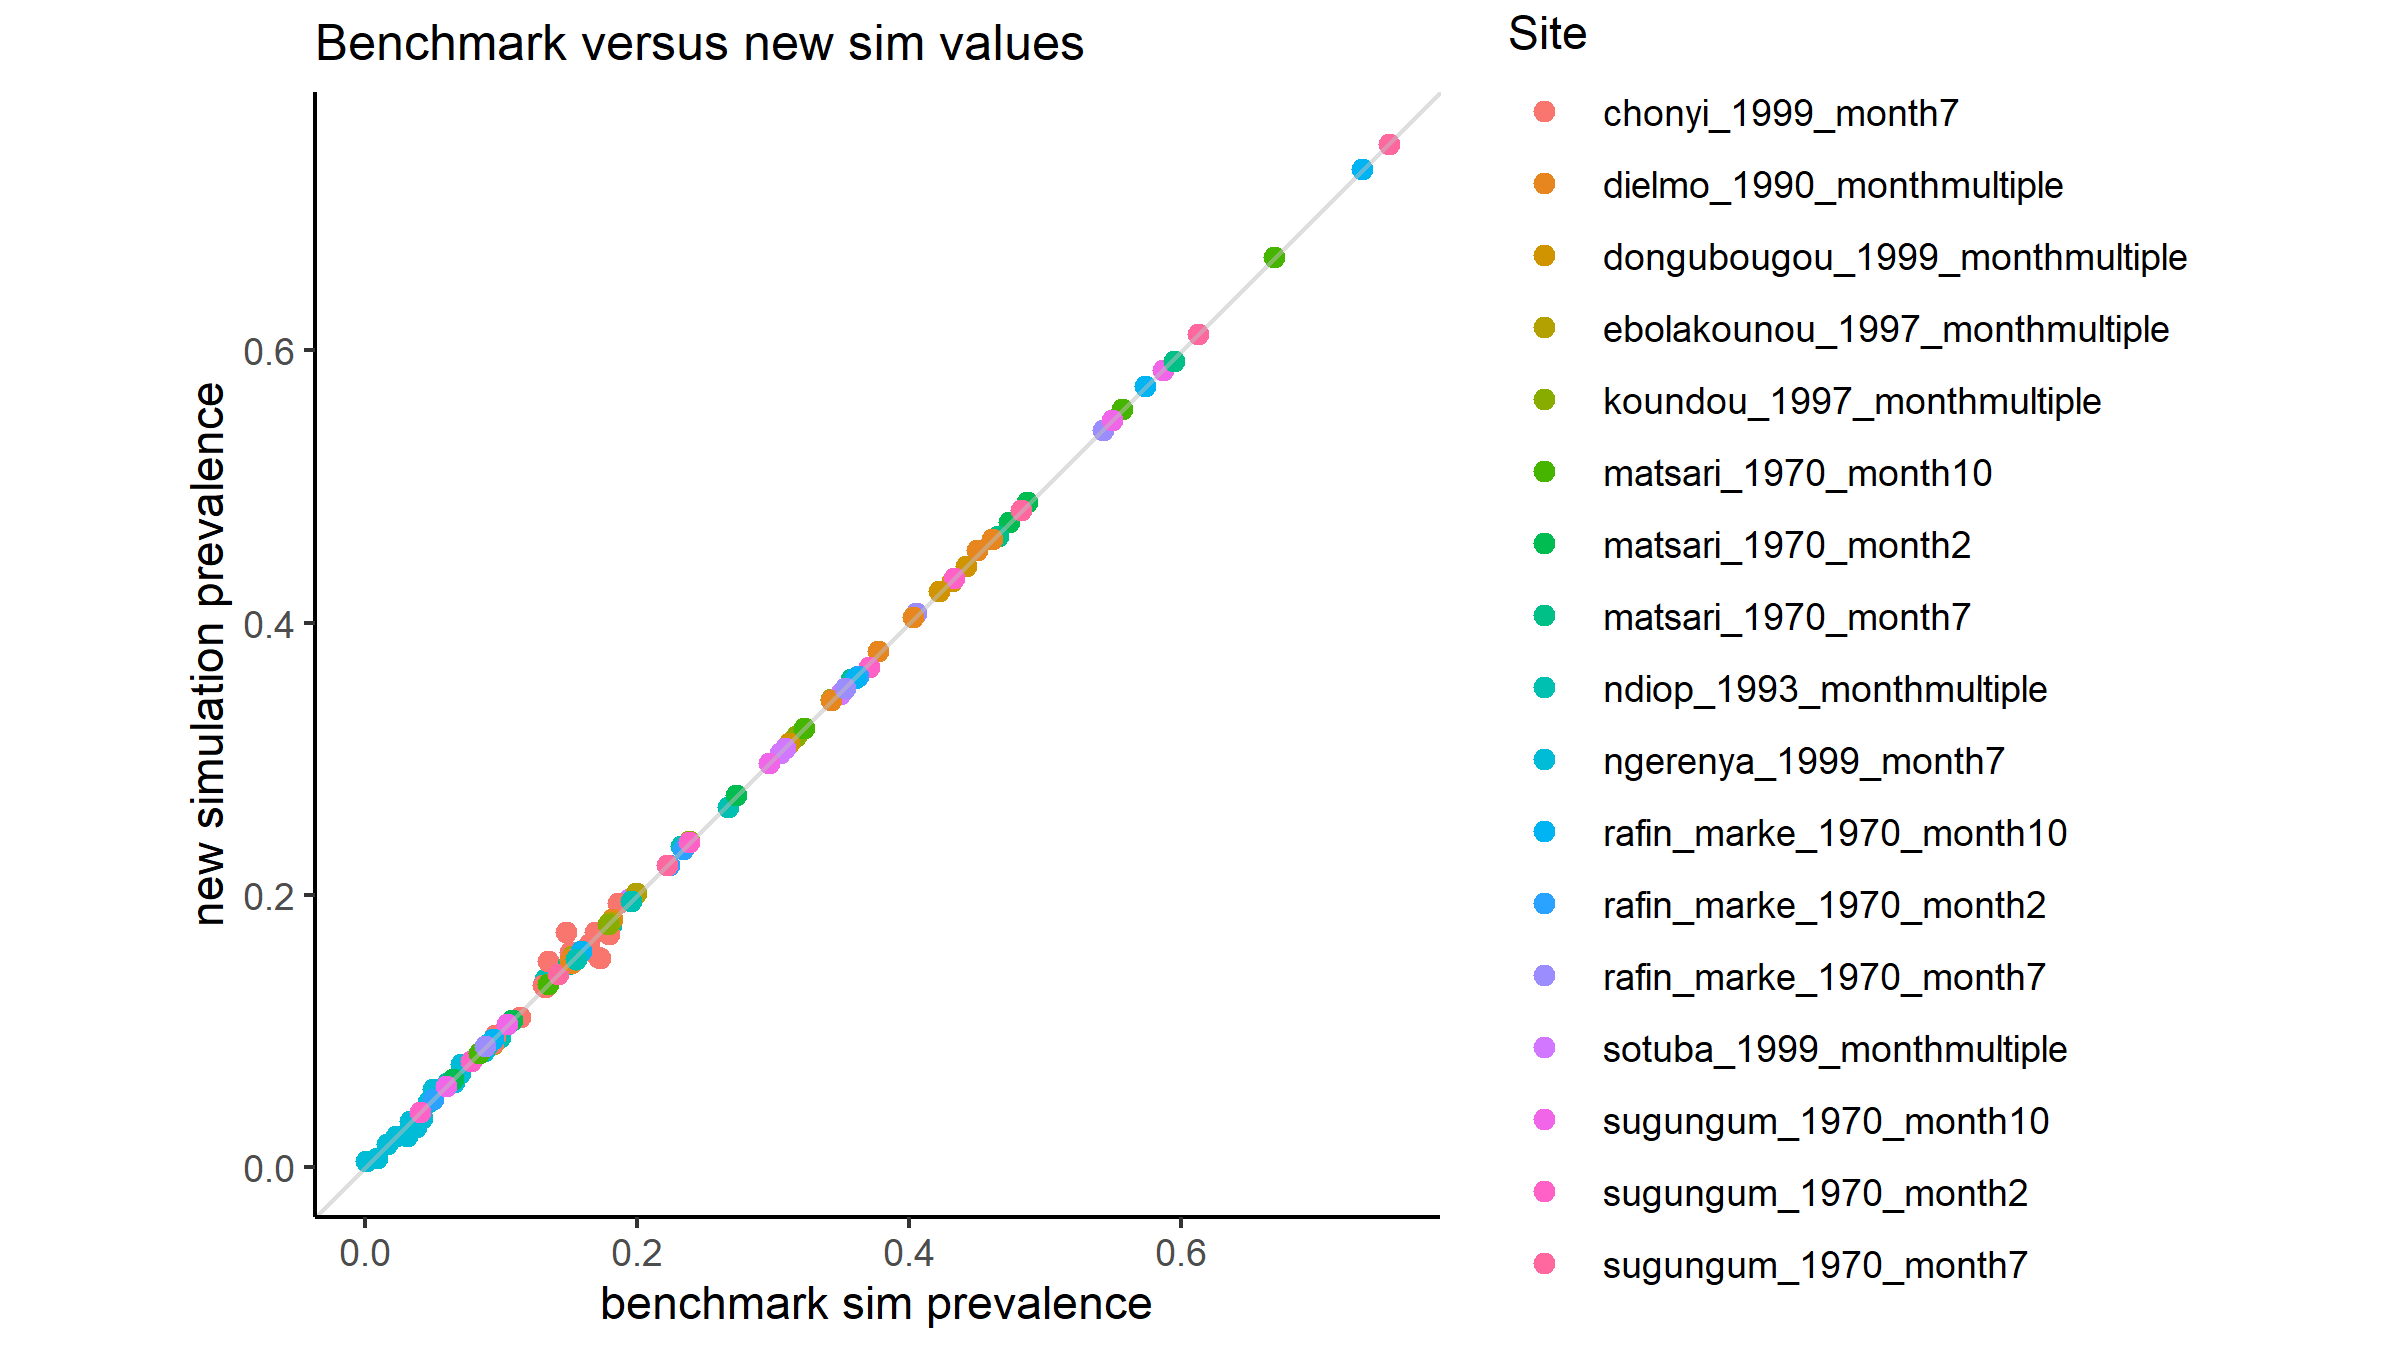 Benchmark versus new sim values
new simulation prevalence
0.6
0.4
0.2
0.0
0.0
0.2
0.4
0.6
benchmark sim prevalence
Site
chonyi_1999_month7
dielmo_1990_monthmultiple
dongubougou_1999_monthmultiple
ebolakounou_1997_monthmultiple
koundou_1997_monthmultiple
matsari_1970_month10
matsari_1970_month2
matsari_1970_month7
ndiop_1993_monthmultiple
ngerenya_1999_month7
rafin_marke_1970_month10
rafin_marke_1970_month2
rafin_marke_1970_month7
sotuba_1999_monthmultiple
sugungum_1970_month10
sugungum_1970_month2
sugungum_1970_month7